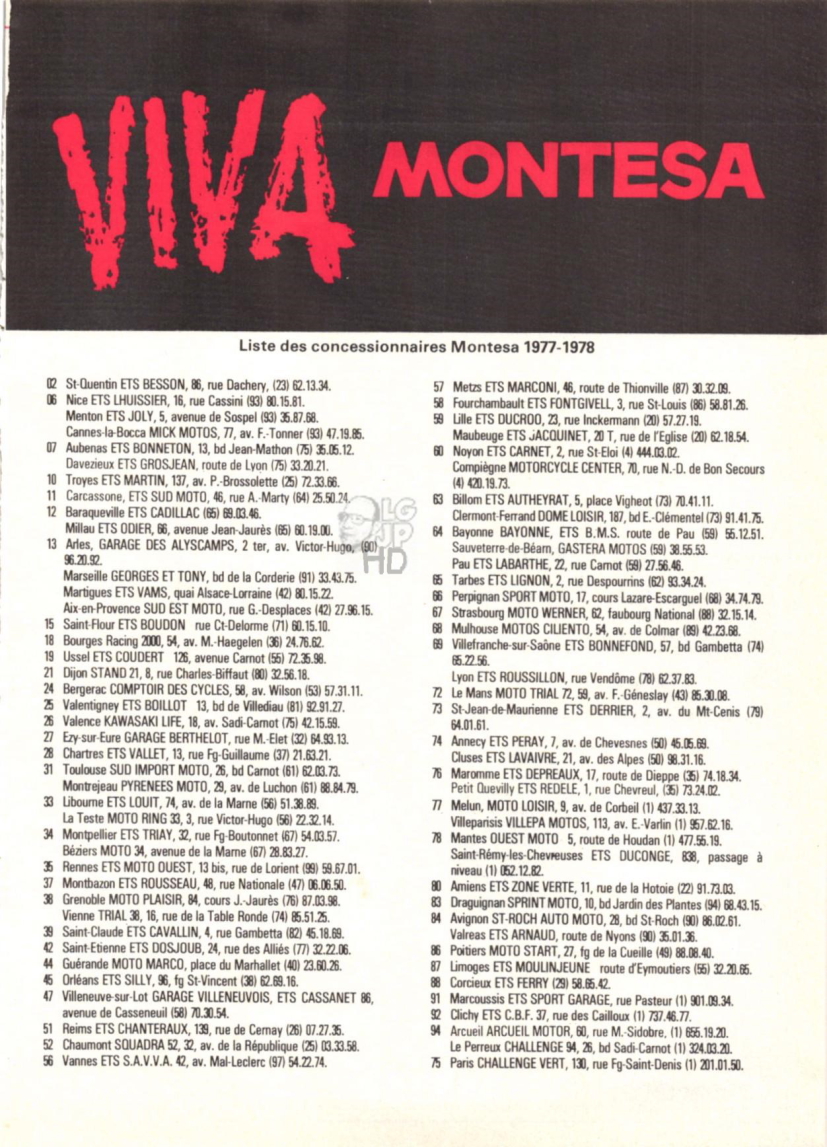 VIVA MONTESA
Liste des concessionnaires Montesa 1977-1978
02 St-Quentin ETS BESSON, 86, rue Dachery, (23) 62.13.34.
06 Nice ETS LHUISSIER, 16, rue Cassini (93) 80.15.81.
Menton ETS JOLY, 5, avenue de Sospel (93) 35.87.68.
Cannes-la-Bocca MICK MOTOS, 77, av. F.-Tonner (93) 47.19.85.
07 Aubenas ETS BONNETON, 13, bd Jean-Mathon (75) 35.05.12.
Davezieux ETS GROSJEAN, route de Lyon (75) 33.20.21.
10 Troyes ETS MARTIN, 137, av. P.-Brossolette (25) 72.33.66.
11 Carcassone, ETS SUD MOTO, 46, rue A.-Marty (64) 25.50.24.
12 Baraqueville ETS CADILLAC (65) 69.03.46.
Millau ETS ODIER, 66, avenue Jean-Jaurès (65) 60.19.00.
13 Arles, GARAGE DES ALYSCAMPS, 2 ter, av. Victor-Hugo, (90)
96.20.92.
Marseille GEORGES ET TONY, bd de la Corderie (91) 33.43.75.
Martigues ETS VAMS, quai Alsace-Lorraine (42) 80.15.22.
Aix-en-Provence SUD EST MOTO, rue G.-Desplaces (42) 27.96.15.
15 Saint-Flour ETS BOUDON rue Ct-Delorme (71) 60.15.10.
18 Bourges Racing 2000, 54, av. M.-Haegelen (36) 24.76.62.
19 Ussel ETS COUDERT 126, avenue Carnot (55) 72.35.98.
21 Dijon STAND 21, 8, rue Charles-Biffaut (80) 32.56.18.
24 Bergerac COMPTOIR DES CYCLES, 58, av. Wilson (53) 57.31.11.
25 Valentigney ETS BOILLOT 13, bd de Villediau (81) 92.91.27.
26 Valence KAWASAKI LIFE, 18, av. Sadi-Carnot (75) 42.15.59.
27 Ezy-sur-Eure GARAGE BERTHELOT, rue M.-Elet (32) 64.93.13.
28 Chartres ETS VALLET, 13, rue Fg-Guillaume (37) 21.63.21.
31 Toulouse SUD IMPORT MOTO, 26, bd Carnot (61) 62.03.73.
Montrejeau PYRENEES MOTO, 29, av. de Luchon (61) 88.84.79.
33 Libourne ETS LOUIT, 74, av. de la Marne (56) 51.38.89.
La Teste MOTO RING 33, 3, rue Victor-Hugo (56) 22.32.14.
34 Montpellier ETS TRIAY, 32, rue Fg-Boutonnet (67) 54.03.57.
Béziers MOTO 34, avenue de la Marne (67) 28.83.27.
35 Rennes ETS MOTO OUEST, 13 bis, rue de Lorient (99) 59.67.01.
37 Montbazon ETS ROUSSEAU, 48, rue Nationale (47) 06.06.50.
38 Grenoble MOTO PLAISIR, 84, cours J.-Jaurès (76) 87.03.98.
Vienne TRIAL 38, 16, rue de la Table Ronde (74) 85.51.25.
39 Saint-Claude ETS CAVALLIN, 4, rue Gambetta (82) 45.18.69.
42 Saint-Etienne ETS DOSJOUB, 24, rue des Alliés (77) 32.22.06.
44 Guérande MOTO MARCO, place du Marhallet (40) 23.60.26.
45 Orléans ETS SILLY, 96, fg St-Vincent (38) 62.69.16.
47 Villeneuve-sur-Lot GARAGE VILLENEUVOIS, ETS CASSANET 86,
avenue de Casseneuil (58) 70.30.54.
51 Reims ETS CHANTERAUX, 139, rue de Cernay (26) 07.27.35.
52 Chaumont SQUADRA 52, 32, av. de la République (25) 03.33.58.
56 Vannes ETS S.A.V.V.A. 42, av. Mal-Leclerc (97) 54.22.74.
57 Metzs ETS MARCONI, 46, route de Thionville (87) 30.32.09.
58 Fourchambault ETS FONTGIVELL, 3, rue St-Louis (86) 58.81.26.
59 Lille ETS DUCROO, 23, rue Inckermann (20) 57.27.19.
Maubeuge ETS JACQUINET, 20 T, rue de l'Eglise (20) 62.18.54.
60 Noyon ETS CARNET, 2, rue St-Eloi (4) 444.03.02.
Compiègne MOTORCYCLE CENTER, 70, rue N.-D. de Bon Secours
(4) 420.19.73.
63 Billom ETS AUTHEYRAT, 5, place Vigheot (73) 70.41.11.
Clermont-Ferrand DOME LOISIR, 187, bd E.-Clémentel (73) 91.41.75.
64 Bayonne BAYONNE, ETS B.M.S. route de Pau (59) 55.12.51.
Sauveterre-de-Béarn, GASTERA MOTOS (59) 38.55.53.
Pau ETS LABARTHE, 22, rue Carnot (59) 27.56.46.
65 Tarbes ETS LIGNON, 2, rue Despourrins (62) 93.34.24.
66 Perpignan SPORT MOTO, 17, cours Lazare-Escarguel (68) 34.74.79.
67 Strasbourg MOTO WERNER, 62, faubourg National (88) 32.15.14.
68 Mulhouse MOTOS CILIENTO, 54, av. de Colmar (89) 42.23.68.
69 Villefranche-sur-Saône ETS BONNEFOND, 57, bd Gambetta (74)
65.22.56.
Lyon ETS ROUSSILLON, rue Vendôme (78) 62.37.83.
72 Le Mans MOTO TRIAL 72, 59, av. F.-Géneslay (43) 85.30.08.
73 St-Jean-de-Maurienne ETS DERRIER, 2, av. du Mt-Cenis (79)
64.01.61.
74 Annecy ETS PERAY, 7, av. de Chevesnes (50) 45.05.69.
Cluses ETS LAVAIVRE, 21, av. des Alpes (50) 98.31.16.
76 Maromme ETS DEPREAUX, 17, route de Dieppe (35) 74.18.34.
Petit Quevilly ETS REDELE, 1, rue Chevreul, (35) 73.24.02.
77 Melun, MOTO LOISIR, 9, av. de Corbeil (1) 437.33.13.
Villeparisis VILLEPA MOTOS, 113, av. E.-Varlin (1) 957.62.16.
78 Mantes OUEST MOTO 5, route de Houdan (1) 477.55.19.
Saint-Rémy-les-Chevreuses ETS DUCONGE, 838, passage à
niveau (1) 052.12.82.
80 Amiens ETS ZONE VERTE, 11, rue de la Hotoie (22) 91.73.03.
83 Draguignan SPRINT MOTO, 10, bd Jardin des Plantes (94) 68.43.15.
84 Avignon ST-ROCH AUTO MOTO, 28, bd St-Roch (90) 86.02.61.
Valreas ETS ARNAUD, route de Nyons (90) 35.01.36.
86 Poitiers MOTO START, 27, fg de la Cueille (49) 88.08.40.
87 Limoges ETS MOULINJEUNE route d'Eymoutiers (55) 32.20.65.
88 Corcieux ETS FERRY (29) 58.65.42.
91 Marcoussis ETS SPORT GARAGE, rue Pasteur (1) 901.09.34.
92 Clichy ETS C.B.F. 37, rue des Cailloux (1) 737.46.77.
94 Arcueil ARCUEIL MOTOR, 60, rue M.-Sidobre, (1) 655.19.20.
Le Perreux CHALLENGE 94, 26, bd Sadi-Carnot (1) 324.03.20.
75 Paris CHALLENGE VERT, 130, rue Fg-Saint-Denis (1) 201.01.50.
LG
JP
HD